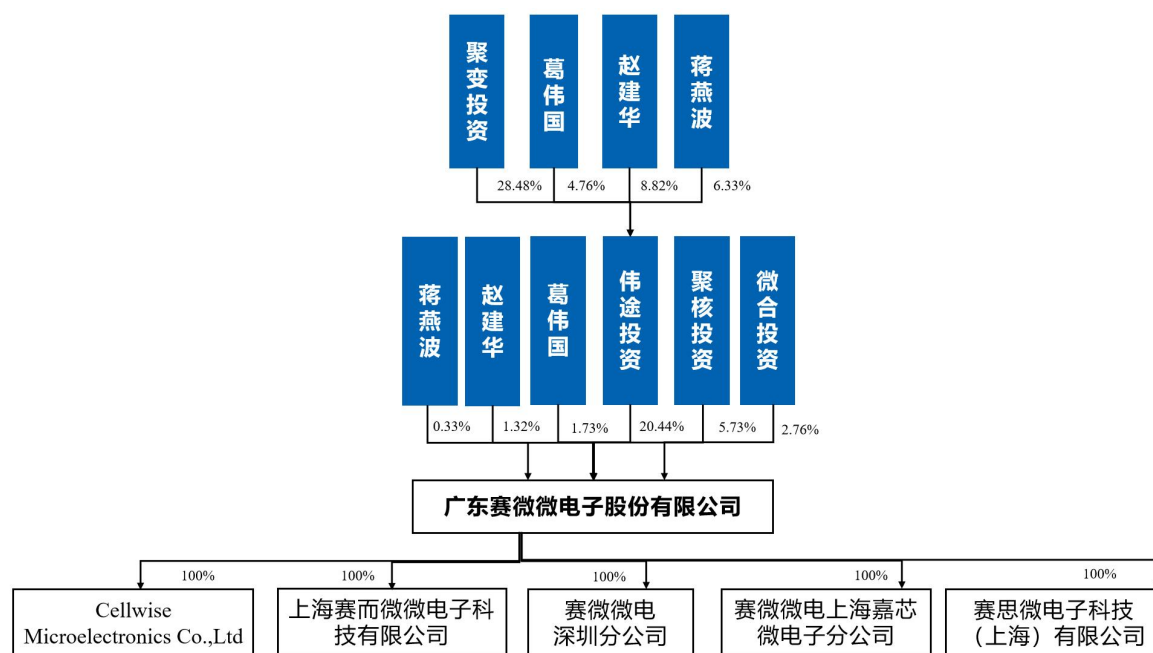 聚变投资
葛伟国
赵建华
蒋燕波
28.48%
4.76%
8.82%
6.33%
蒋燕波
赵建华
葛伟国
伟途投资
聚核投资
微合投资
0.33%
1.32%
1.73%
20.44%
5.73%
2.76%
广东赛微微电子股份有限公司
100%
100%
100%
100%
100%
Cellwise
Microelectronics Co.,Ltd
上海赛而微微电子科
技有限公司
赛微微电
深圳分公司
赛微微电上海嘉芯
微电子分公司
赛思微电子科技
（上海）有限公司